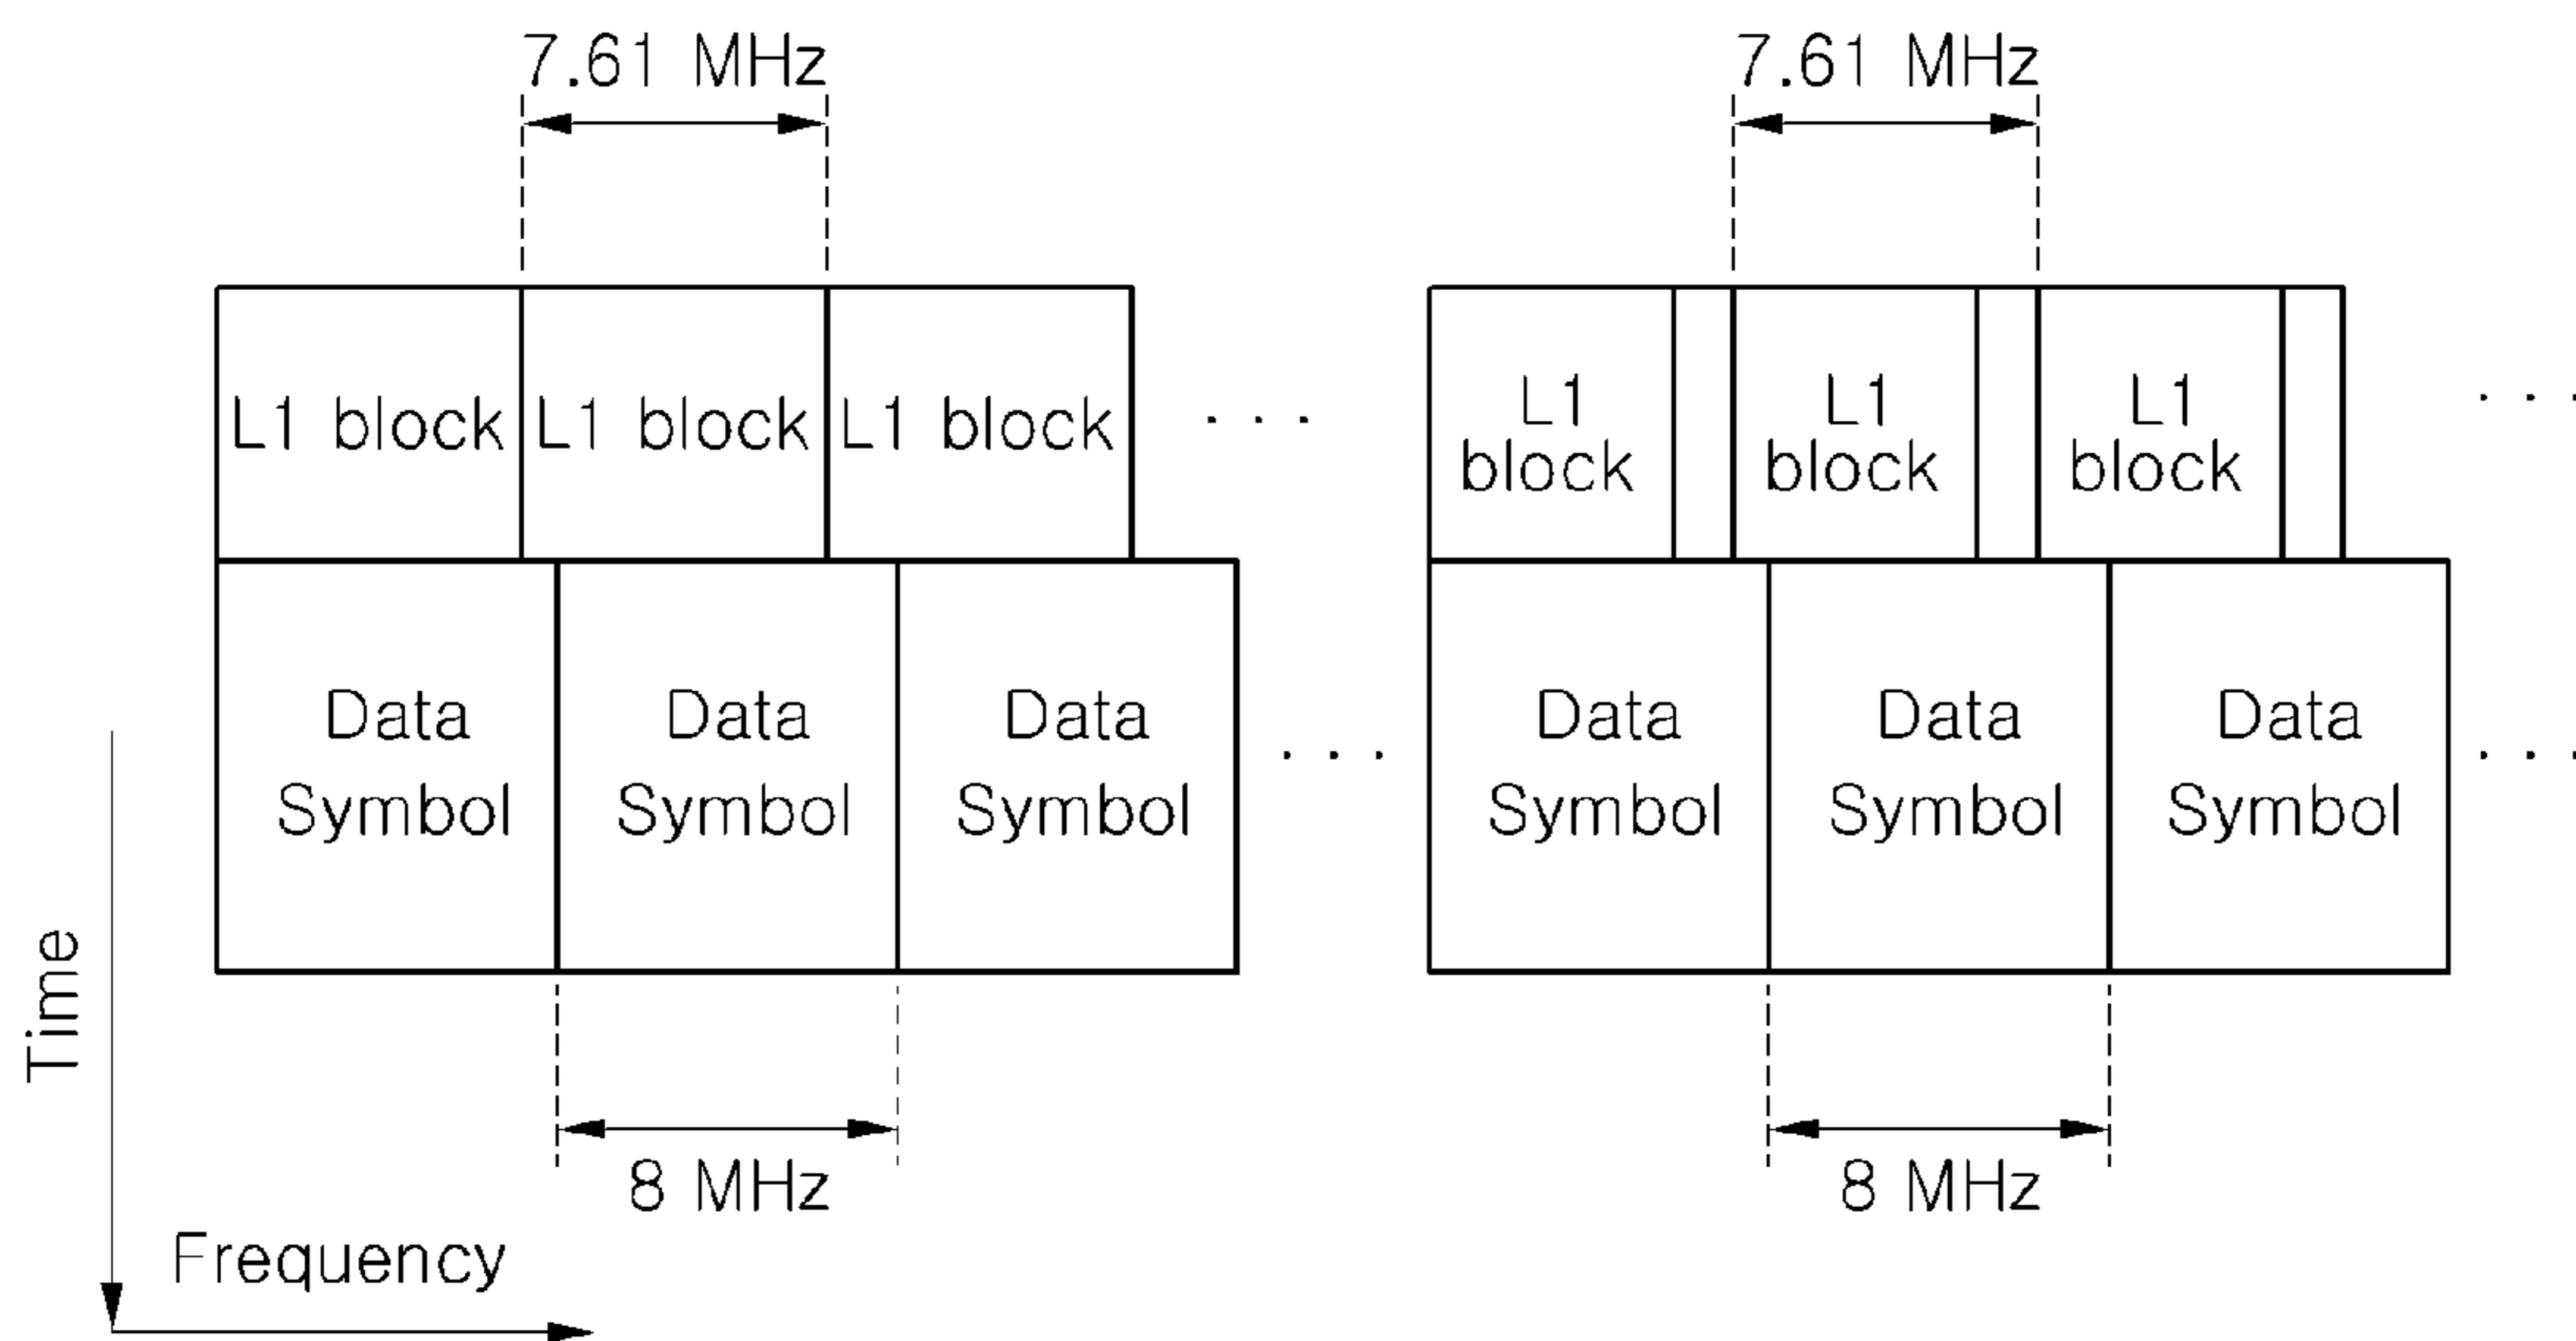 7.61 MHz
7.61 MHz
L1 block
L1 block
L1 block
. . .
L1
block
L1
block
L1
block
. . .
Data
Symbol
Data
Symbol
Data
Symbol
. . .
Data
Symbol
Data
Symbol
Data
Symbol
. . .
Time
8 MHz
8 MHz
Frequency